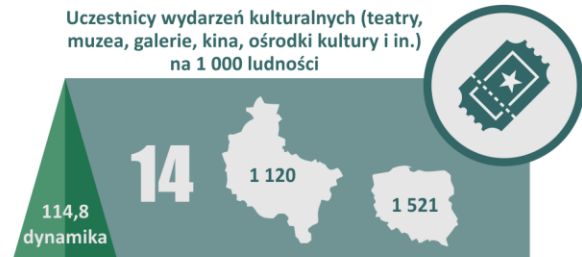 Uczestnicy wydarzeń kulturalnych (teatry,
muzea, galerie, kina, ośrodki kultury i in.)
na 1 000 ludności
14
1 120
1 521
114,8
dynamika